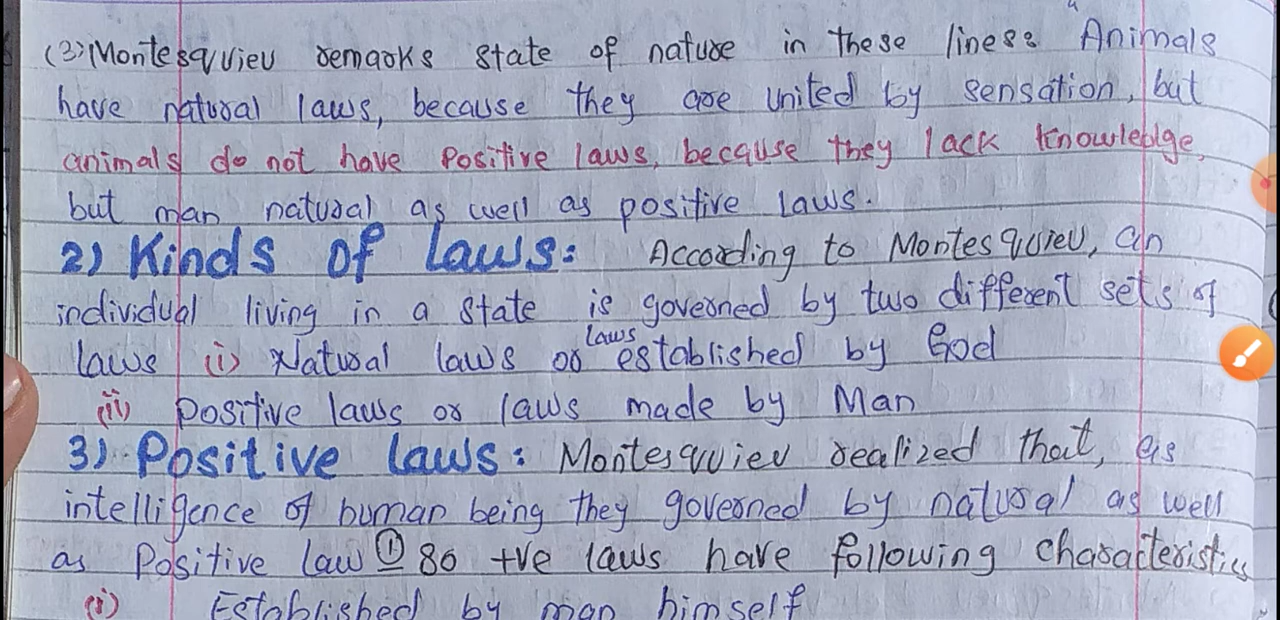 (3) Montesquieu remarks state of nature in these lines: Animals
have natural laws, because they are united by sensation, but
animals do not have Positive laws, because they lack knowledge,
but man natural as well as positive laws.
2) Kinds of laws: According to Montesquieu, an
individual living in a state is governed by two different sets of
laws (i) Natural laws or laws established by God
(ii) Positive laws or laws made by Man
3) Positive laws: Montesquieu realized that, as
intelligence of human being they governed by natural as well
as Positive law ① so +ve laws have following characteristics
(i) Established by man himself